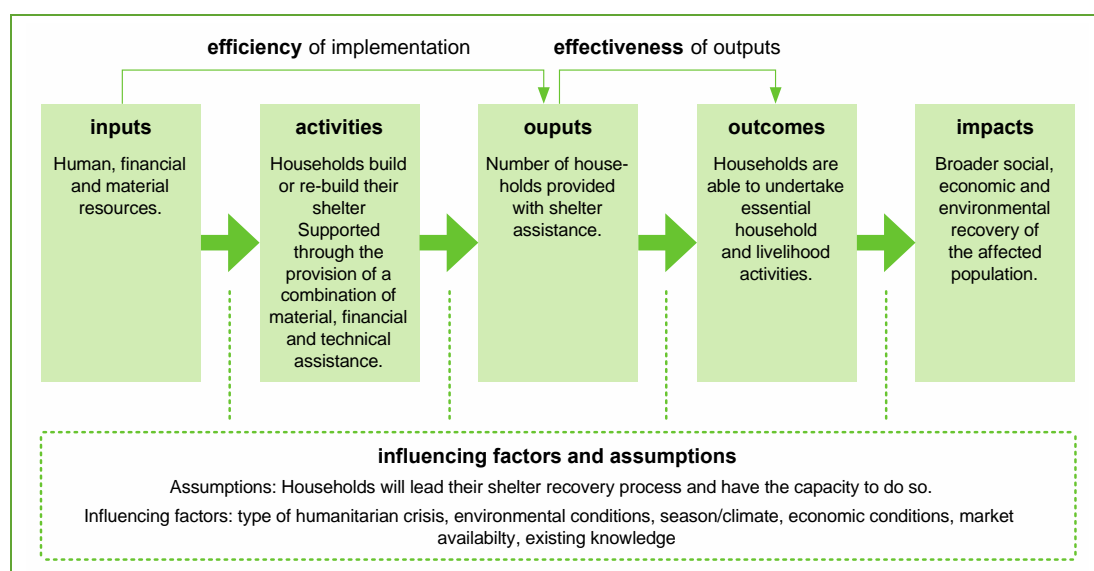 efficiency of implementation
effectiveness of outputs
inputs
Human, financial
and material
resources.
activities
Households build
or re-build their
shelter
Supported
through the
provision of a
combination of
material, financial
and technical
assistance.
ouputs
Number of house-
holds provided
with shelter
assistance.
outcomes
Households are
able to undertake
essential
household
and livelihood
activities.
impacts
Broader social,
economic and
environmental
recovery of
the affected
population.
influencing factors and assumptions
Assumptions: Households will lead their shelter recovery process and have the capacity to do so.
Influencing factors: type of humanitarian crisis, environmental conditions, season/climate, economic conditions, market
availabilty, existing knowledge